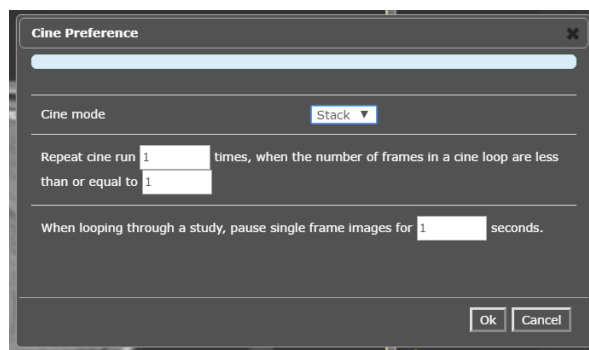 Cine Preference
Cine mode Stack
Repeat cine run 1 times, when the number of frames in a cine loop are less
than or equal to 1
When looping through a study, pause single frame images for 1 seconds.
Ok Cancel